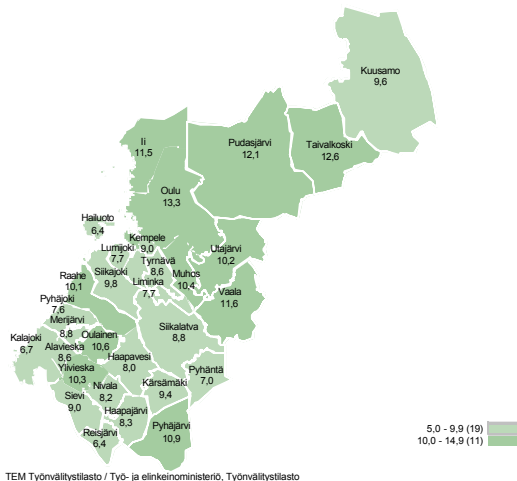 Kuusamo
9,6
Ii
11,5
Pudasjärvi
12,1
Taivalkoski
12,6
Oulu
13,3
Hailuoto
6,4
Kempele
9,0
Lumijoki
7,7
Tyrnävä
8,6
Utajärvi
10,2
Siikajoki
9,8
Liminka
7,7
Muhos
10,4
Raahe
10,1
Vaala
11,6
Pyhäjoki
7,6
Merijärvi
8,8
Siikalatva
8,8
Kalajoki
6,7
Alavieska
8,6
Oulainen
10,6
Haapavesi
8,0
Pyhäntä
7,0
Ylivieska
10,3
Nivala
8,2
Kärsämäki
9,4
Sievi
9,0
Haapajärvi
8,3
Pyhäjärvi
10,9
Reisjärvi
6,4
5,0 - 9,9 (19)
10,0 - 14,9 (11)
TEM Työnvälitystilasto / Työ- ja elinkeinoministeriö, Työnvälitystilasto